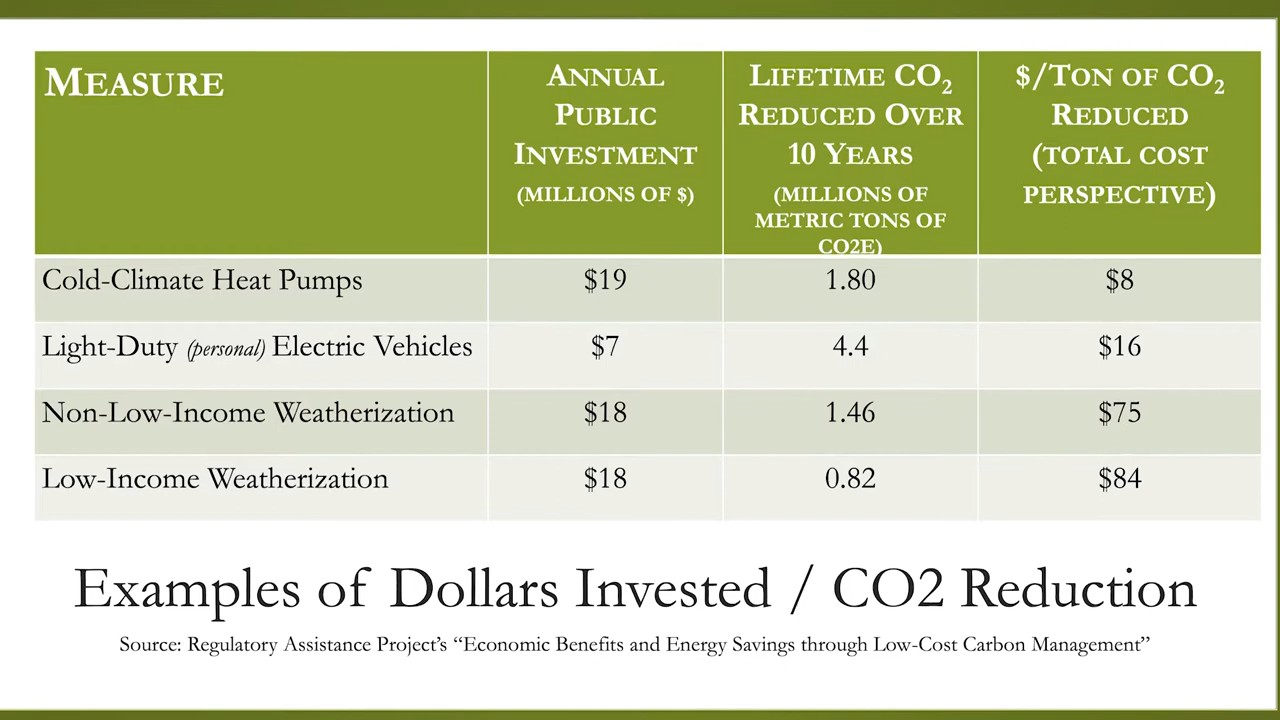 MEASURE
ANNUAL PUBLIC INVESTMENT (MILLIONS OF $)
LIFETIME CO2 REDUCED OVER 10 YEARS (MILLIONS OF METRIC TONS OF CO2E)
$/TON OF CO2 REDUCED (TOTAL COST PERSPECTIVE)
Cold-Climate Heat Pumps $19 1.80 $8
Light-Duty (personal) Electric Vehicles $7 4.4 $16
Non-Low-Income Weatherization $18 1.46 $75
Low-Income Weatherization $18 0.82 $84
Examples of Dollars Invested / CO2 Reduction
Source: Regulatory Assistance Project’s “Economic Benefits and Energy Savings through Low-Cost Carbon Management”